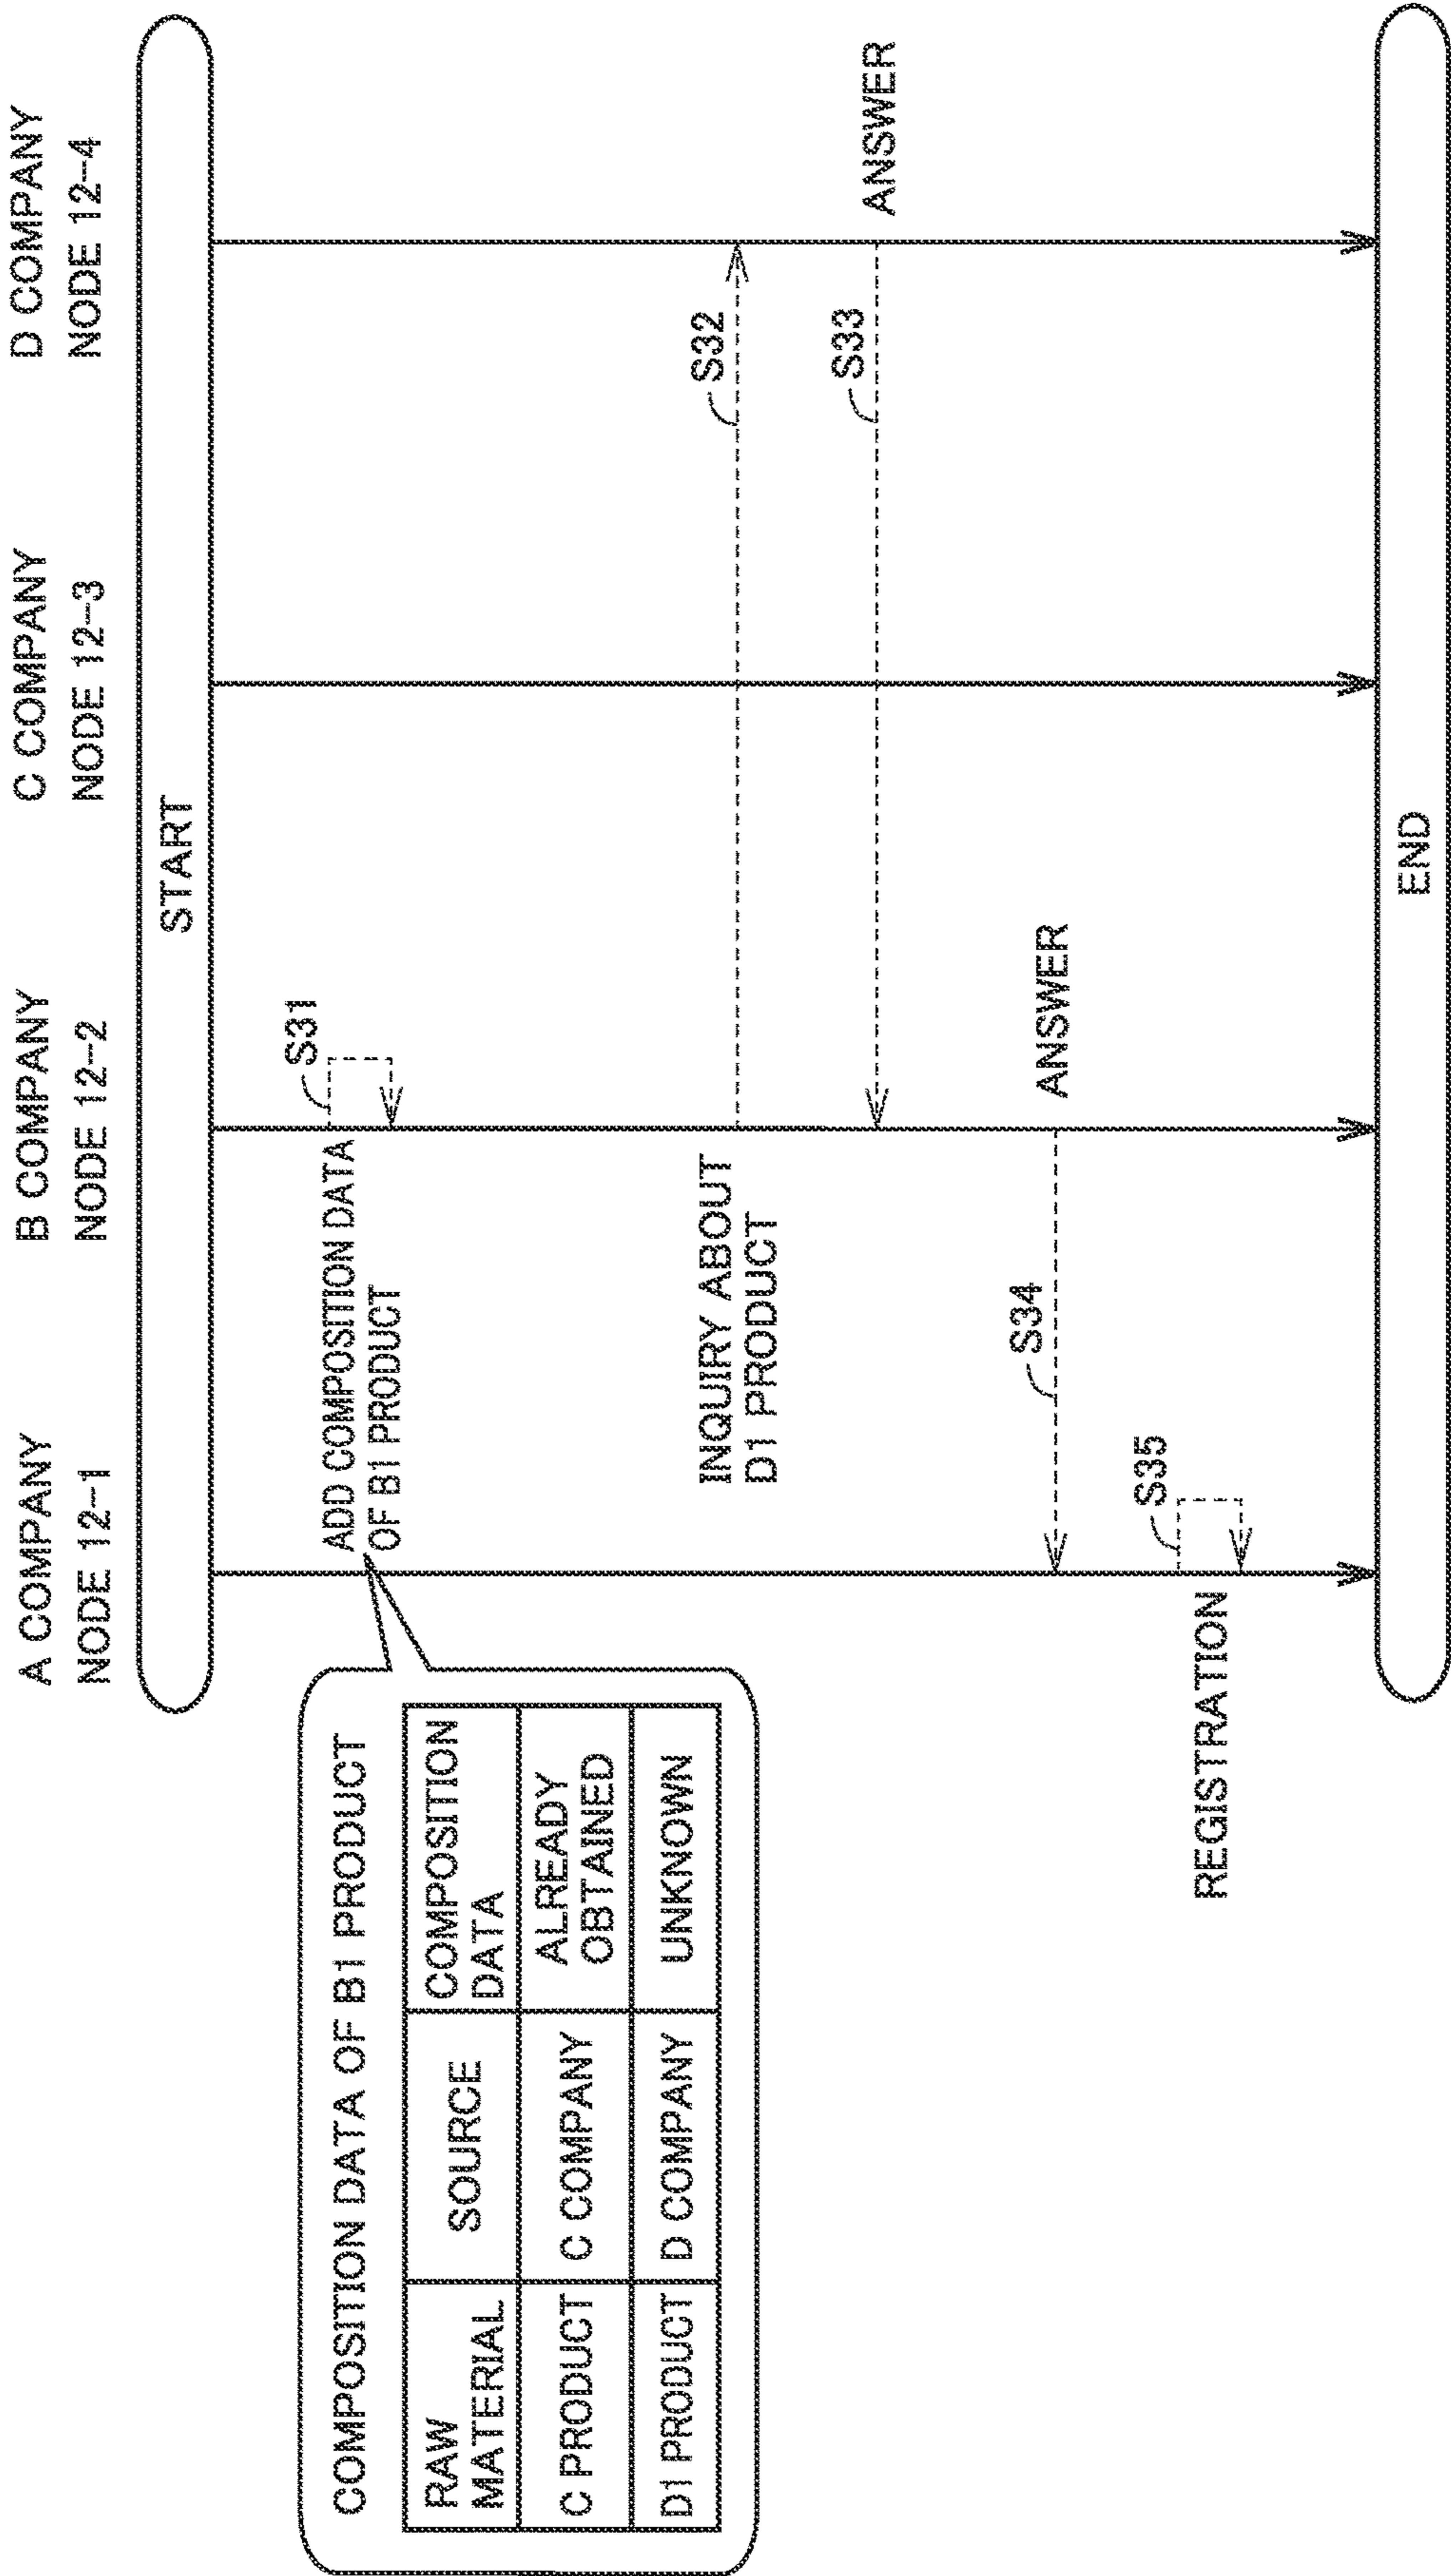 A COMPANY
NODE 12-1
B COMPANY
NODE 12-2
C COMPANY
NODE 12-3
D COMPANY
NODE 12-4
START
S31
ADD COMPOSITION DATA
OF B1 PRODUCT
COMPOSITION DATA OF B1 PRODUCT
RAW
MATERIAL
SOURCE
COMPOSITION
DATA
C PRODUCT
C COMPANY
ALREADY
OBTAINED
D1 PRODUCT
D COMPANY
UNKNOWN
INQUIRY ABOUT
D1 PRODUCT
S32
S33
ANSWER
S34
ANSWER
S35
REGISTRATION
END